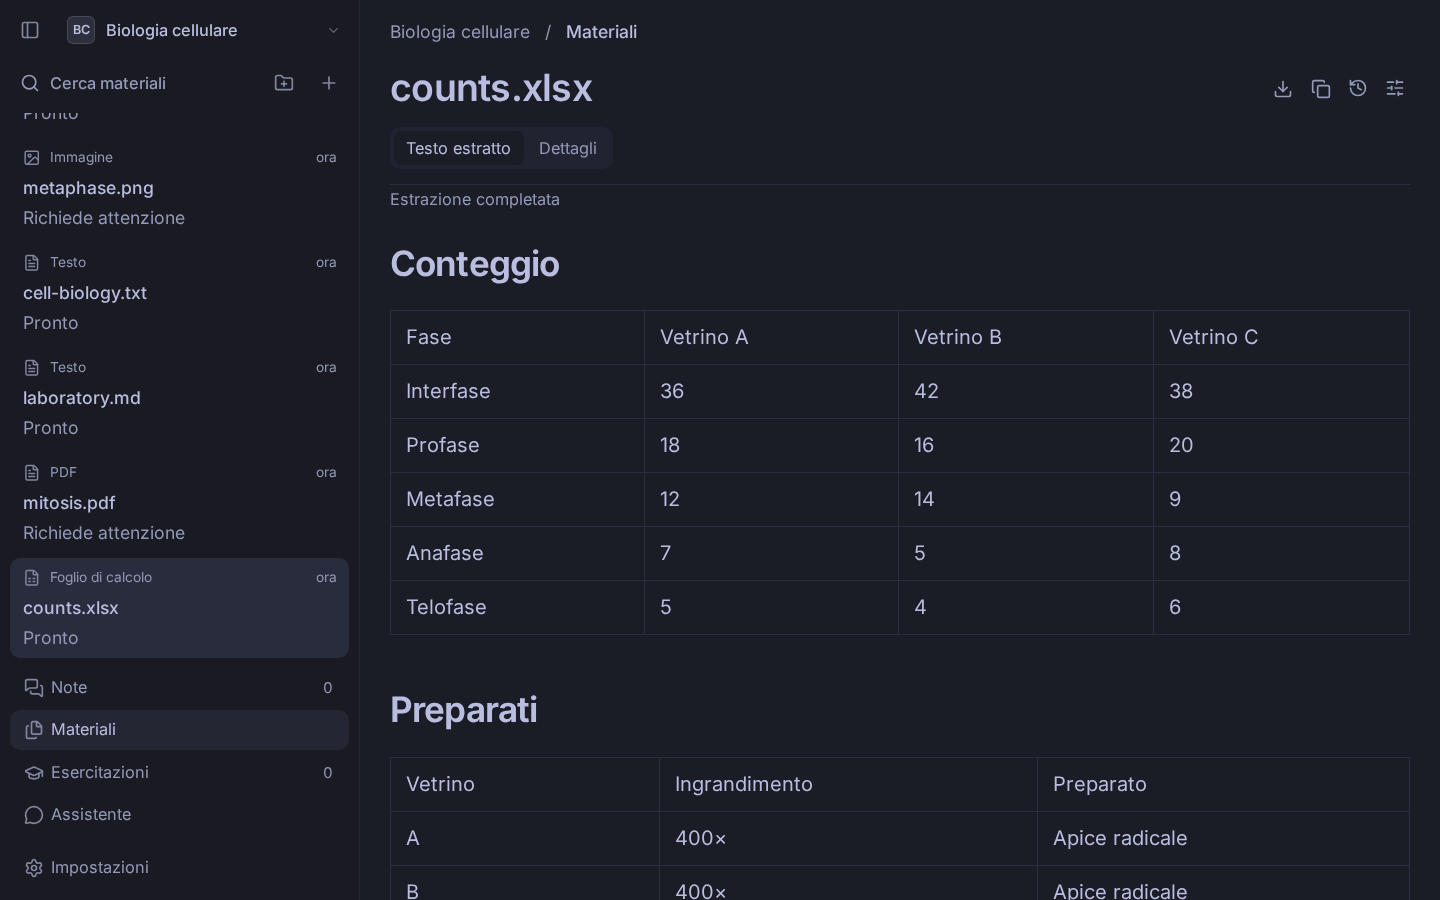 BC Biologia cellulare
Cerca materiali
Pronto
Immagine ora
metaphase.png
Richiede attenzione
Testo ora
cell-biology.txt
Pronto
Testo ora
laboratory.md
Pronto
PDF ora
mitosis.pdf
Richiede attenzione
Foglio di calcolo ora
counts.xlsx
Pronto
Note 0
Materiali
Esercitazioni 0
Assistente
Impostazioni
Biologia cellulare / Materiali
counts.xlsx
Testo estratto Dettagli
Estrazione completata
Conteggio
Fase Vetrino A Vetrino B Vetrino C
Interfase 36 42 38
Profase 18 16 20
Metafase 12 14 9
Anafase 7 5 8
Telofase 5 4 6
Preparati
Vetrino Ingrandimento Preparato
A 400× Apice radicale
B 400× Apice radicale